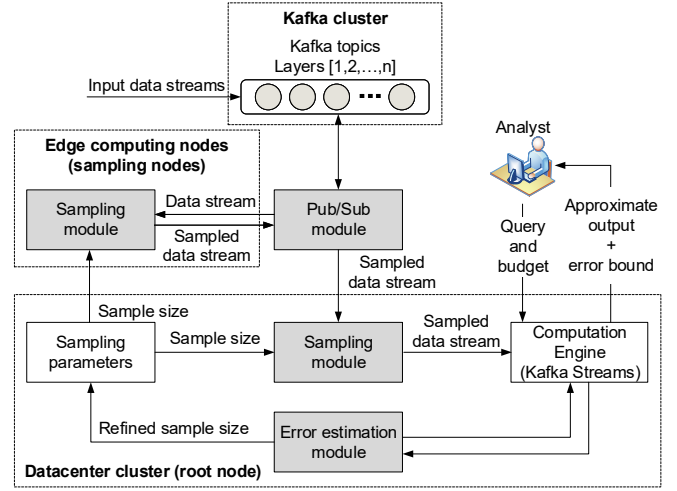 Kafka cluster
Kafka topics
Layers [1,2,…,n]
Input data streams
Edge computing nodes
(sampling nodes)
Analyst
Sampling
module
Data stream
Sampled
data stream
Pub/Sub
module
Query
and
budget
Approximate
output
+
error bound
Sampled
data stream
Sample size
Sampling
parameters
Sample size
Sampling
module
Sampled
data stream
Computation
Engine
(Kafka Streams)
Refined sample size
Error estimation
module
Datacenter cluster (root node)